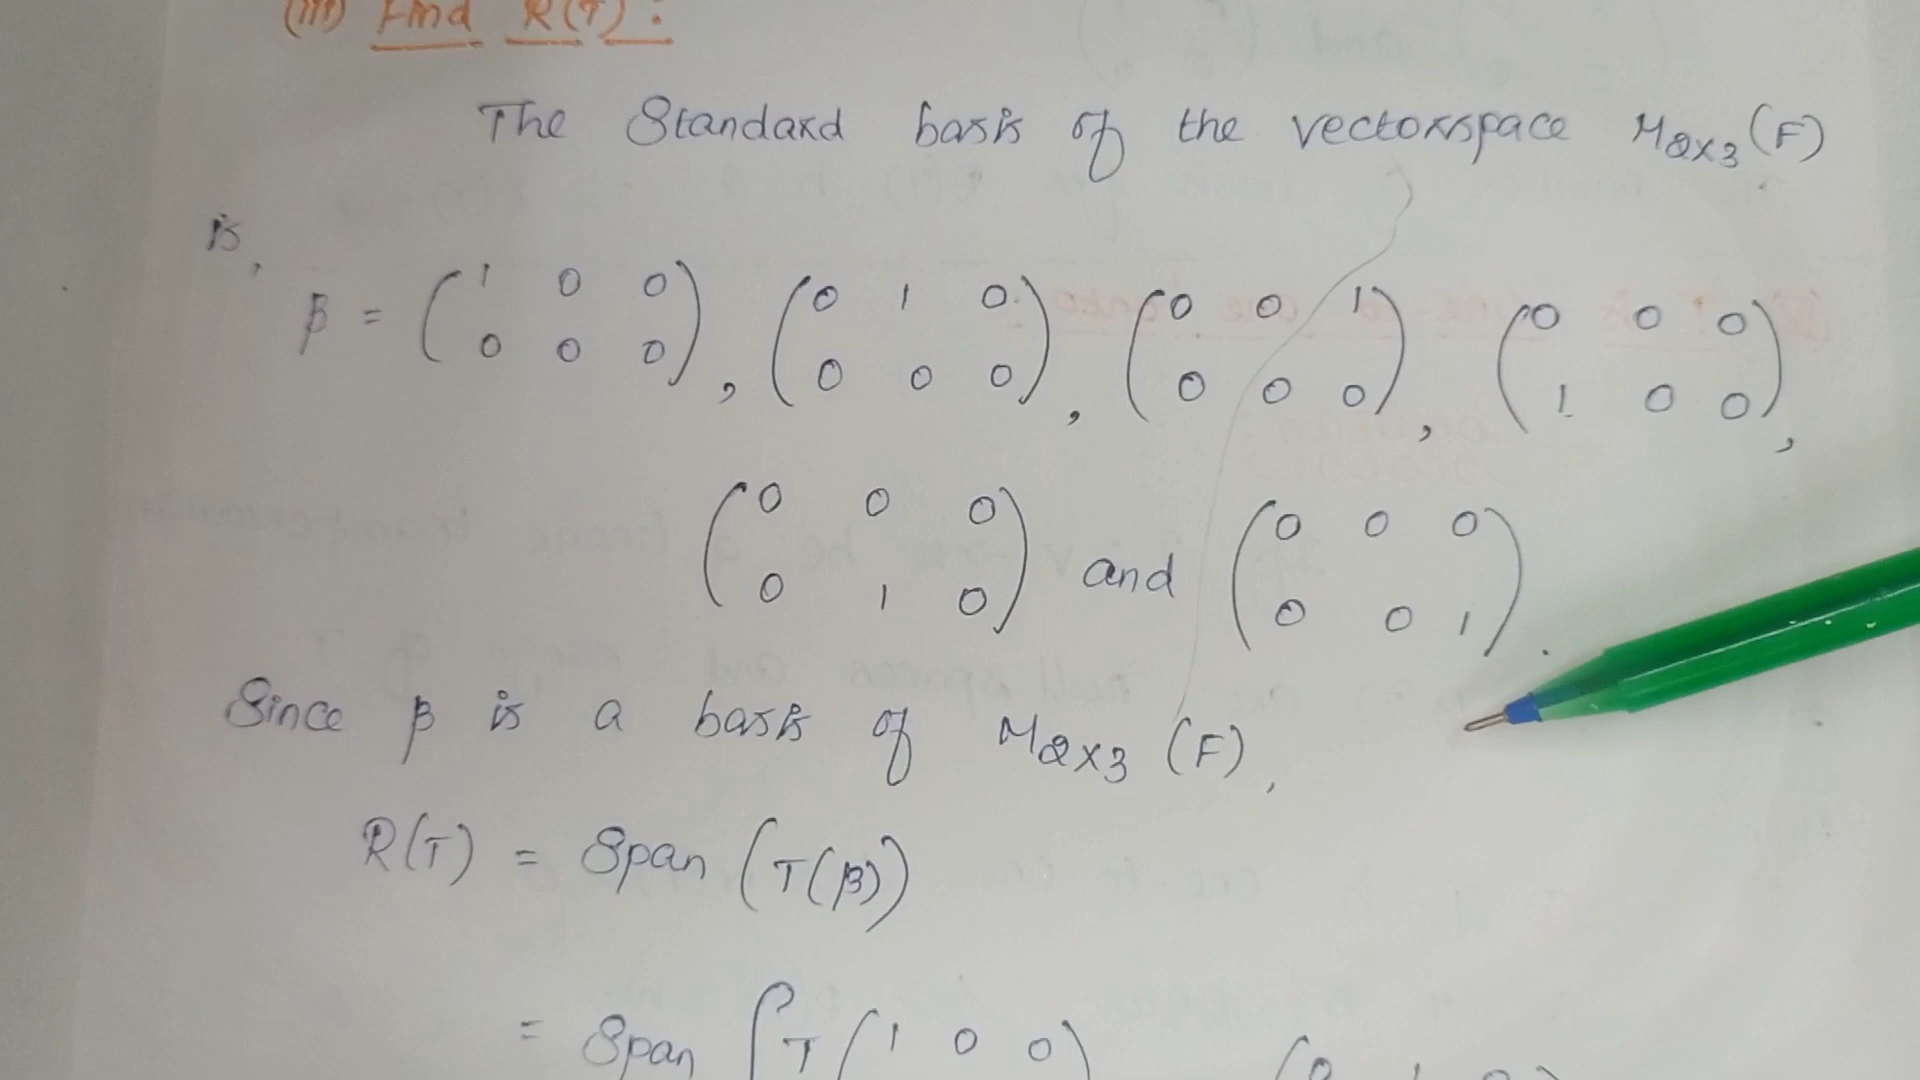 (iii) Find R(T) :
The Standard basis of the vectorspace M2x3 (F)
is,
β = (1 0 0
0 0 0), (0 1 0
0 0 0), (0 0 1
0 0 0), (0 0 0
1 0 0),
(0 0 0
0 1 0) and (0 0 0
0 0 1).
Since β is a basis of M2x3 (F),
R(T) = Span (T(β))
= Span {T(1 0 0)